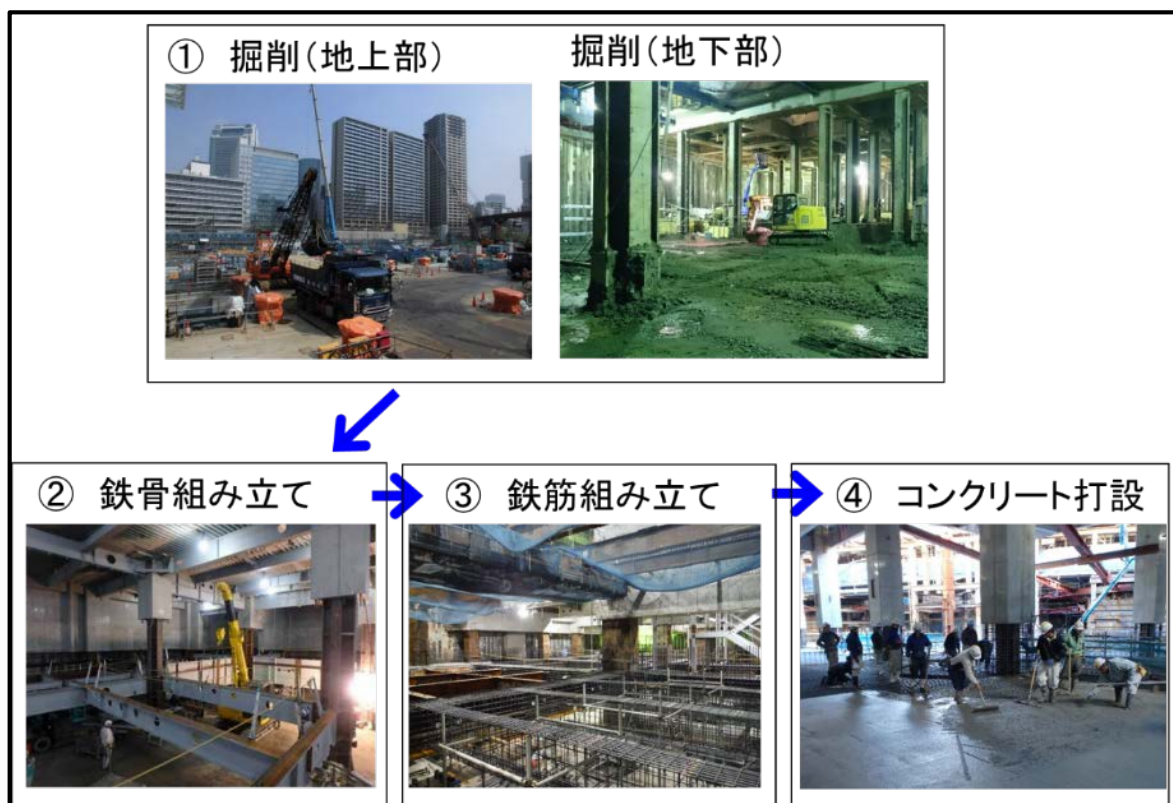 ① 掘削(地上部)
掘削(地下部)
② 鉄骨組み立て
③ 鉄筋組み立て
④ コンクリート打設